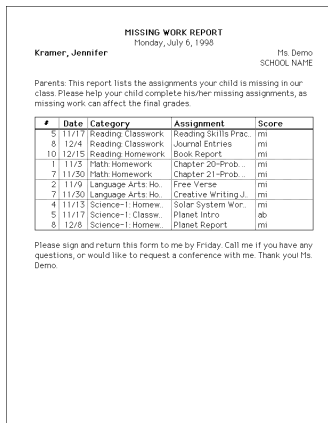 MISSING WORK REPORT
Monday, July 6, 1998
Kramer, Jennifer Ms. Demo
SCHOOL NAME
Parents: This report lists the assignments your child is missing in our
class. Please help your child complete his/her missing assignments, as
missing work can affect the final grades.
# Date Category Assignment Score
5 11/17 Reading: Classwork Reading Skills Prac.. mi
8 12/4 Reading: Classwork Journal Entries mi
10 12/15 Reading: Homework Book Report mi
1 11/3 Math: Homework Chapter 20-Prob... mi
7 11/30 Math: Homework Chapter 21-Prob... mi
2 11/9 Language Arts: Ho.. Free Verse mi
7 11/30 Language Arts: Ho.. Creative Writing J.. mi
4 11/13 Science-1: Homew.. Solar System Wor.. mi
5 11/17 Science-1: Classw.. Planet Intro ab
8 12/8 Science-1: Homew.. Planet Report mi
Please sign and return this form to me by Friday. Call me if you have any
questions, or would like to request a conference with me. Thank you! Ms.
Demo.